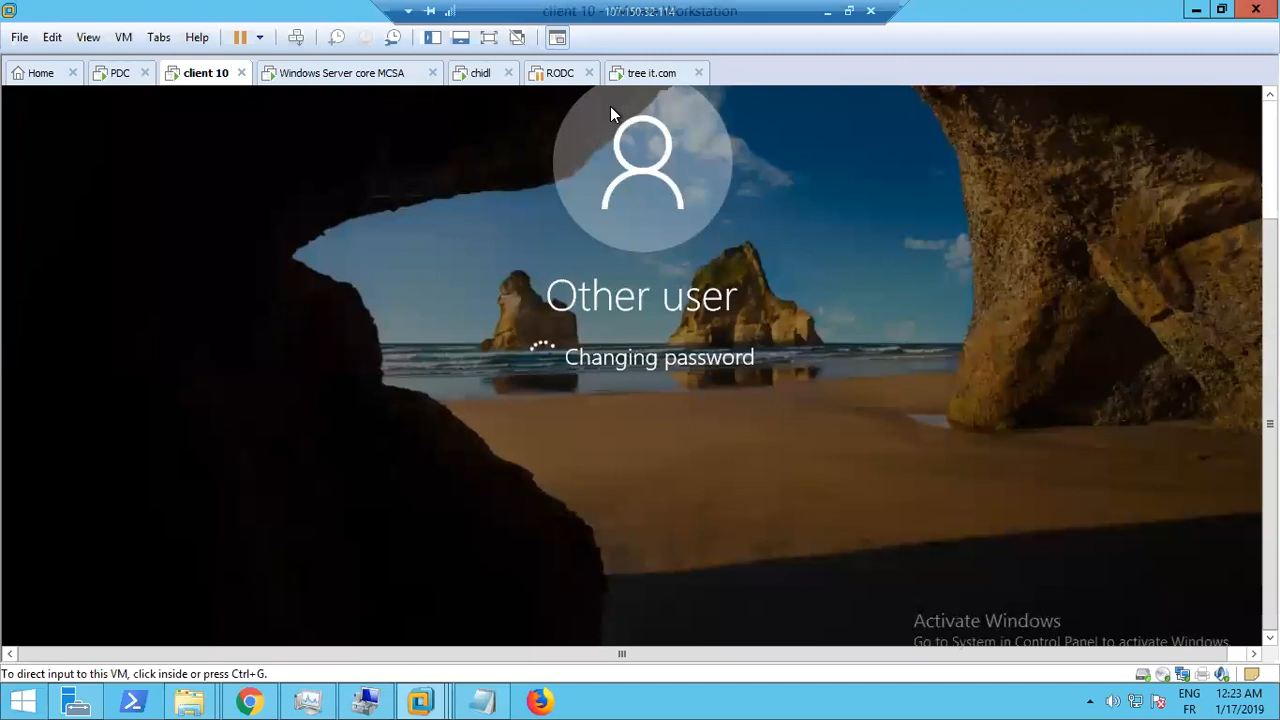 client 10 - Workstation
107.150.32.114
File Edit View VM Tabs Help
Home PDC client 10 Windows Server core MCSA chidl RODC tree it.com
Other user
Changing password
Activate Windows
Go to System in Control Panel to activate Windows.
To direct input to this VM, click inside or press Ctrl+G.
ENG 12:23 AM
FR 1/17/2019